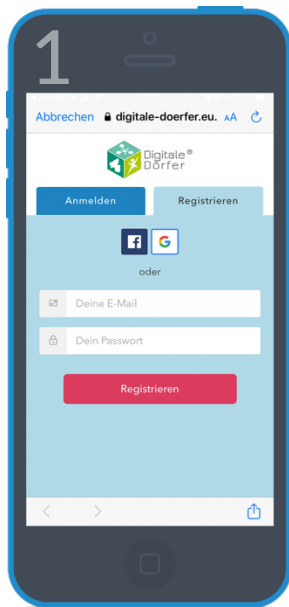 1
Abbrechen digitale-doerfer.eu. AA
Digitale®
Dörfer
Anmelden Registrieren
oder
Deine E-Mail
Dein Passwort
Registrieren